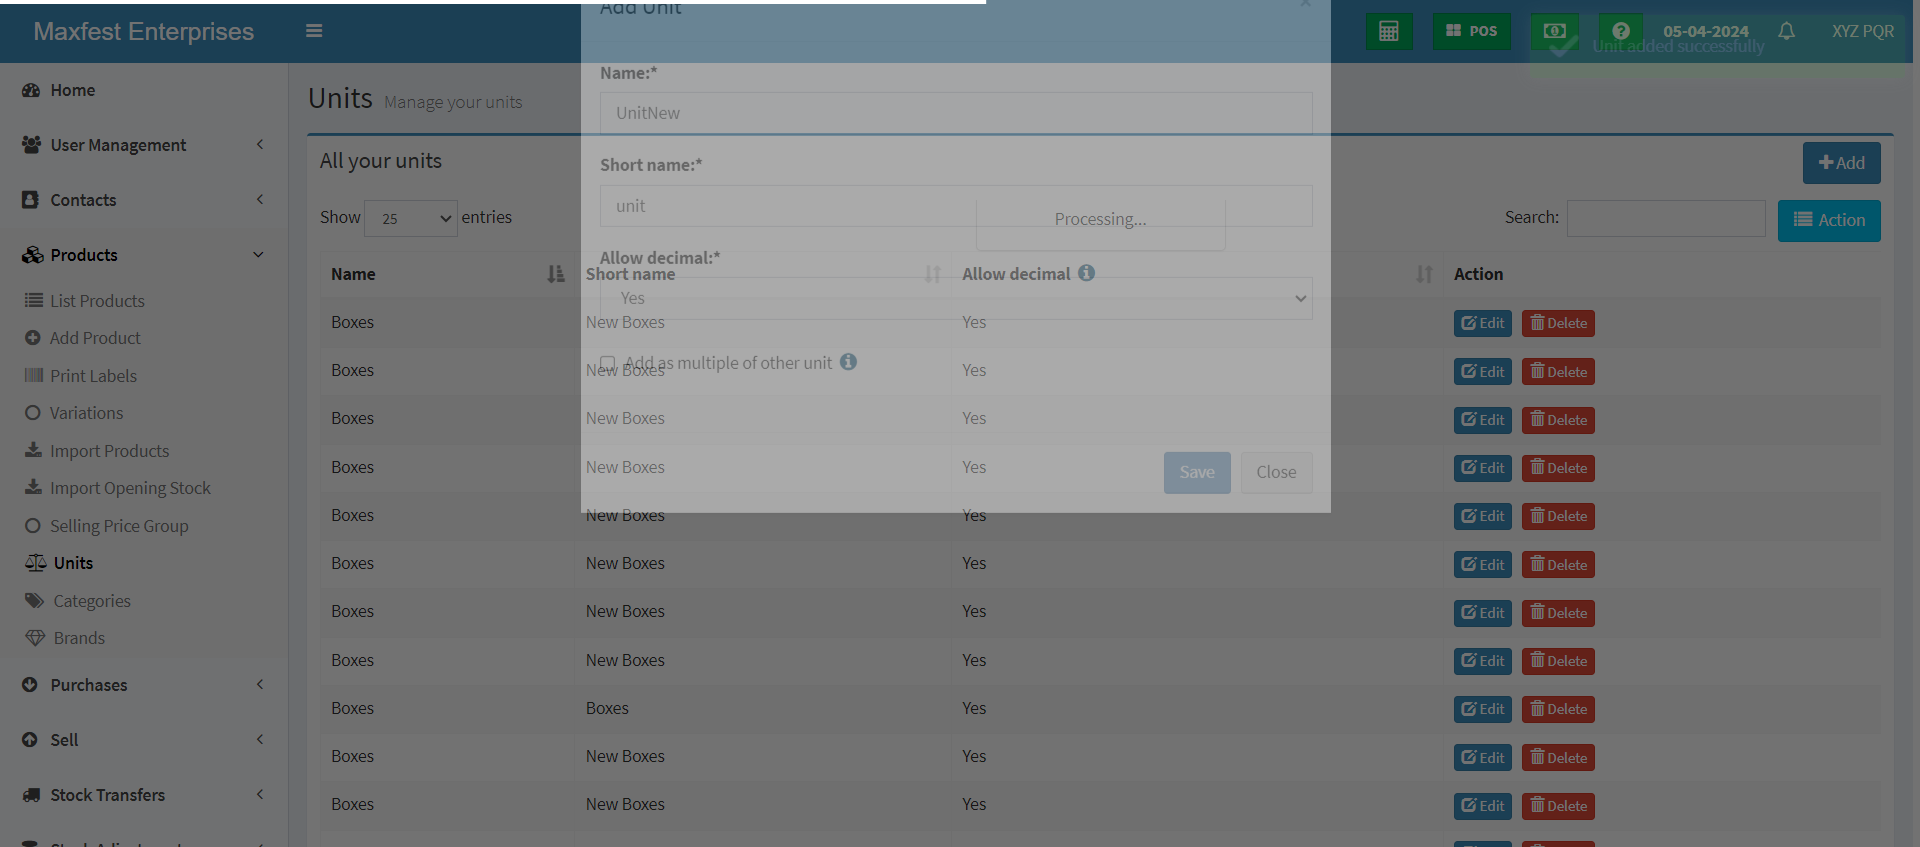 Maxfest Enterprises
Add Unit
×
POS
05-04-2024
XYZ PQR
Unit added successfully
Home
User Management
Contacts
Products
List Products
Add Product
Print Labels
Variations
Import Products
Import Opening Stock
Selling Price Group
Units
Categories
Brands
Purchases
Sell
Stock Transfers
Stock Adjustment
Units Manage your units
All your units
Add
Show 25 entries
Search:
Action
Name:*
UnitNew
Short name:*
unit
Processing...
Allow decimal:*
Yes
Add as multiple of other unit
Save
Close
Name Short name Allow decimal Action
Boxes New Boxes Yes Edit Delete
Boxes New Boxes Yes Edit Delete
Boxes New Boxes Yes Edit Delete
Boxes New Boxes Yes Edit Delete
Boxes New Boxes Yes Edit Delete
Boxes New Boxes Yes Edit Delete
Boxes New Boxes Yes Edit Delete
Boxes New Boxes Yes Edit Delete
Boxes Boxes Yes Edit Delete
Boxes New Boxes Yes Edit Delete
Boxes New Boxes Yes Edit Delete